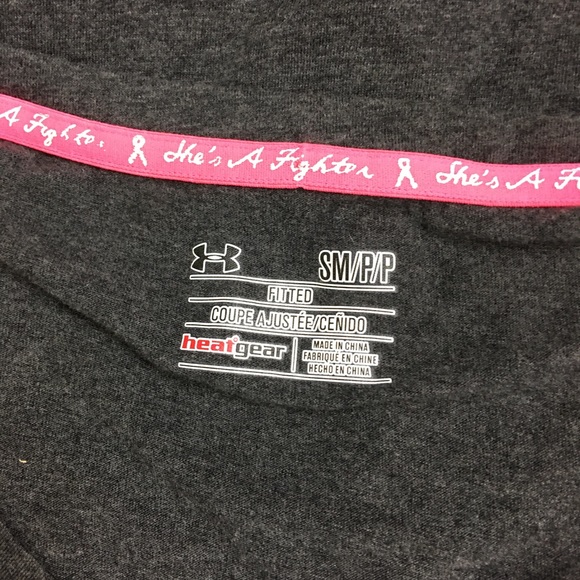 A Fighter She's A Fighter She's A
SM/P/P
FITTED
COUPE AJUSTÉE/CEÑIDO
heatgear
MADE IN CHINA
FABRIQUÉ EN CHINE
HECHO EN CHINA